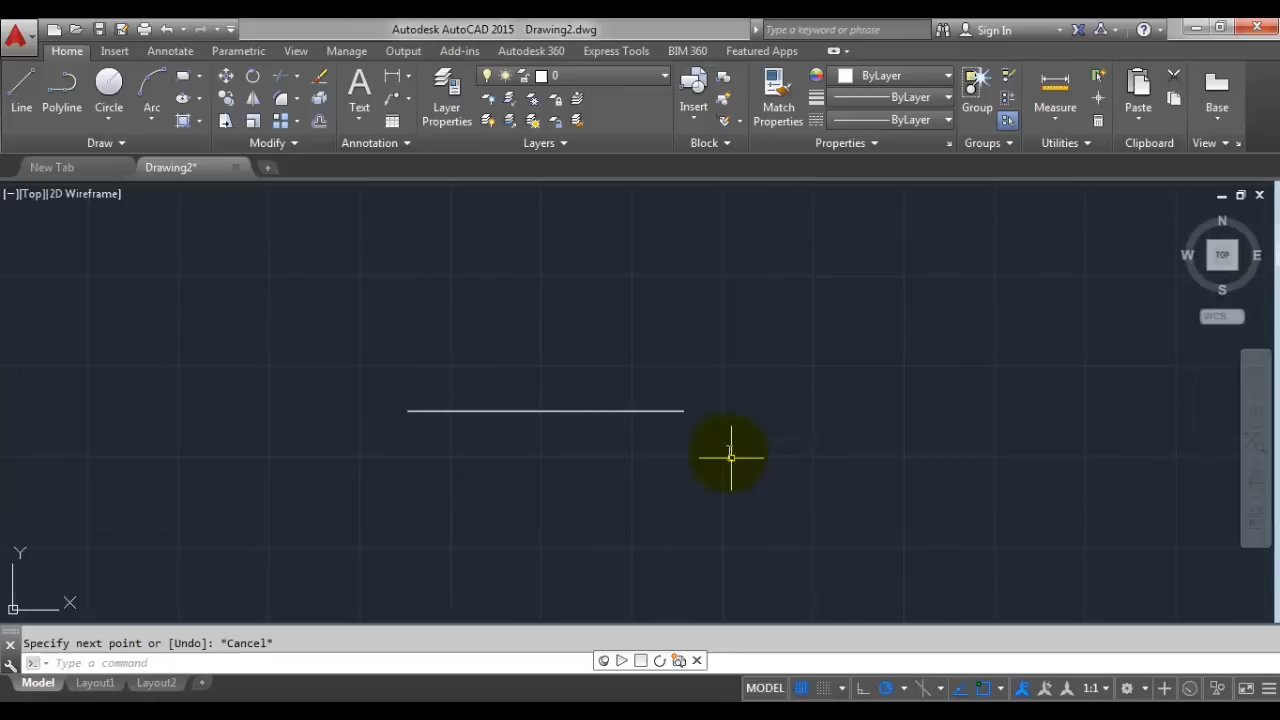 Autodesk AutoCAD 2015 Drawing2.dwg
Type a keyword or phrase
Sign In
Home Insert Annotate Parametric View Manage Output Add-ins Autodesk 360 Express Tools BIM 360 Featured Apps
0
ByLayer
ByLayer
ByLayer
Line Polyline Circle Arc Text Layer Properties Insert Match Properties Group Measure Paste Base
Draw Modify Annotation Layers Block Properties Groups Utilities Clipboard View
New Tab Drawing2*
[−][Top][2D Wireframe]
N
W TOP E
S
WCS
Y
X
Specify next point or [Undo]: *Cancel*
Type a command
Model Layout1 Layout2 +
MODEL 1:1